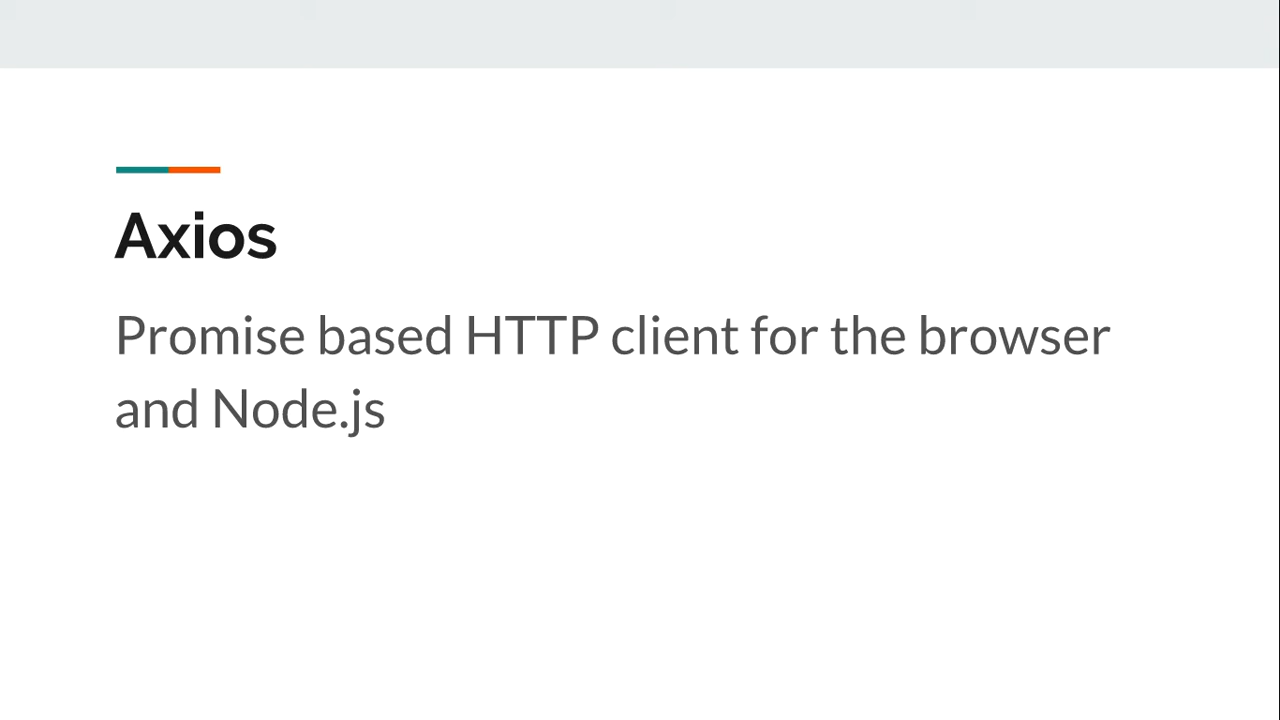 Axios
Promise based HTTP client for the browser
and Node.js